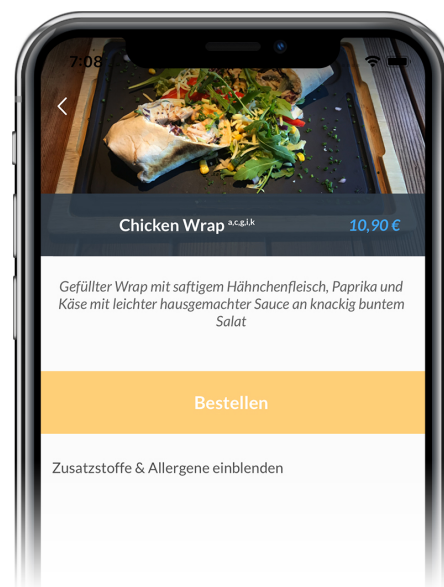 7:08
Chicken Wrap a,c,g,i,k 10,90 €
Gefüllter Wrap mit saftigem Hähnchenfleisch, Paprika und
Käse mit leichter hausgemachter Sauce an knackig buntem
Salat
Bestellen
Zusatzstoffe & Allergene einblenden